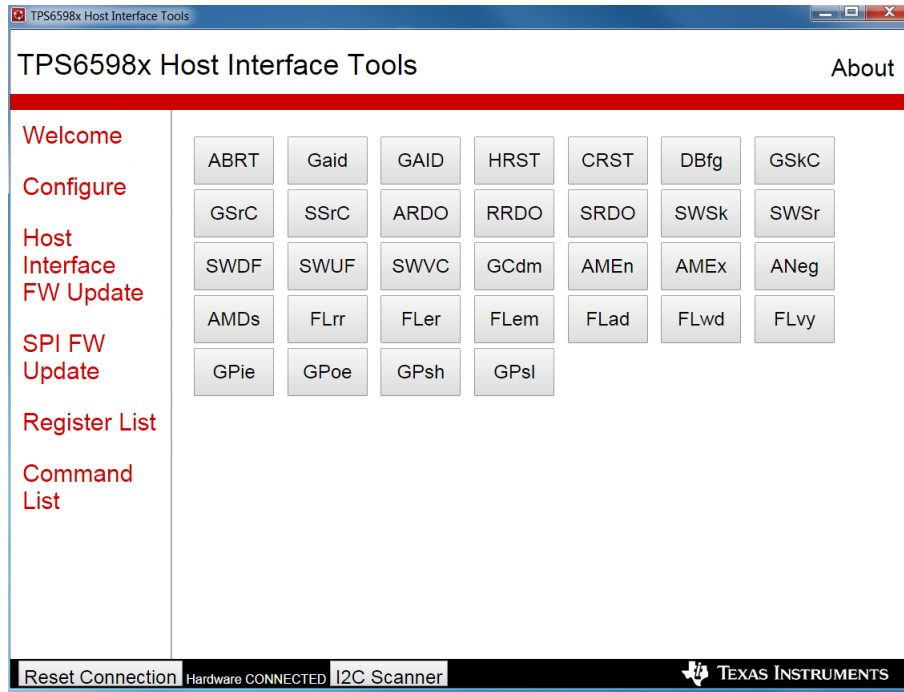 TPS6598x Host Interface Tools
TPS6598x Host Interface Tools
About
Welcome
Configure
Host
Interface
FW Update
SPI FW
Update
Register List
Command
List
ABRT Gaid GAID HRST CRST DBfg GSkC
GSrC SSrC ARDO RRDO SRDO SWSk SWSr
SWDF SWUF SWVC GCdm AMEn AMEx ANeg
AMDs FLrr FLer FLem FLad FLwd FLvy
GPie GPoe GPsh GPsl
Reset Connection Hardware CONNECTED I2C Scanner TEXAS INSTRUMENTS